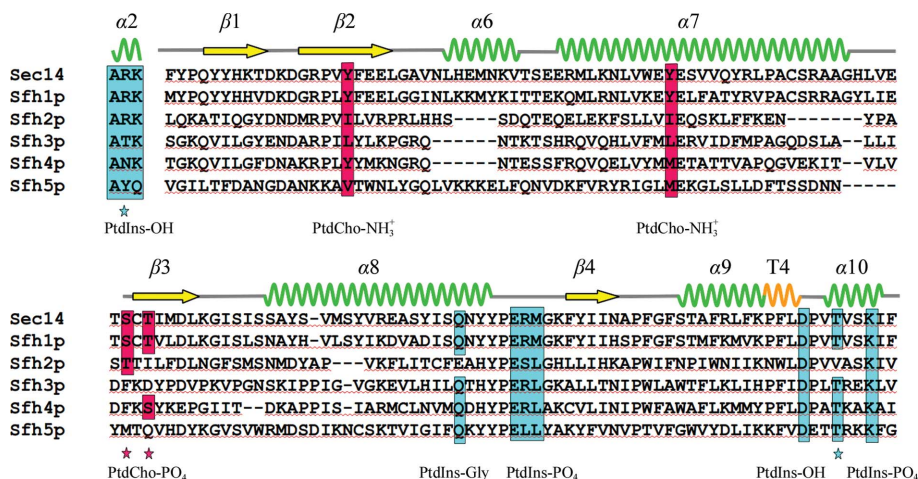 α2 β1 β2 α6 α7
Sec14 ARK FYPQYYHKTDKDGRPVYFEELGAVNLHEMNKVTSEERMLKNLVWEYESVVQYRLPACSRAAGHLVE
Sfh1p ARK MYPQYYHHVDKDGRPLYFEELGGINLKKMYKITTEKQMLRNLVKEYELFATYRVPACSRRAGYLIE
Sfh2p ARK LQKATIQGYDNDMRPVILVRPRLHHS-----SDQTEQELEKFSLLVIEQSKLFFKEN----YPA
Sfh3p ATK SGKQVILGYENDARPILYLKPGRQ-----NTKTSHRQVQHLVFMLERVIDFMPAGQDSLA--LLI
Sfh4p ANK TGKQVILGFDNAKRPLYYMKNGRQ-----NTESSFRQVQELVYMMETATTVAPQGVEKIT--VLV
Sfh5p AYQ VGILTFDANGDANKKAVTWNLYGQLVKKKELFQNVDKFVRYRIGLMEKGLSLLDFTSSDNN----
PtdIns-OH PtdCho-NH₃⁺ PtdCho-NH₃⁺
β3 α8 β4 α9 T4 α10
Sec14 TSCTIMDLKGISISSAYS-VMSYVREASYISQNYYPERMGKFYIINAPFGFSTAFRLFKPFLDPVTVSKIF
Sfh1p TSCTVLDLKGISLSNAYH-VLSYIKDVADISQNYYPERMGKFYIIHSPFGFSTMFKMVKPFLDPVTVSKIF
Sfh2p TTTILFDLNGFSMSNMDYAP---VKFLITCFEAHYPESLGHLLIHKAPWIFNPIWNIIKNWLDPVVASKIV
Sfh3p DFKDYPDVPKVPGNSKIPPIG-VGKEVLHILQTHYPERLGKALLTNIPWLAWTFLKLIHPFIDPLTREKLV
Sfh4p DFKSYKEPGIIT--DKAPPIS-IARMCLNVMQDHYPERLAKCVLINIPWFAWAFLKMMYPFLDPATKAKAI
Sfh5p YMTQVHDYKGVSVWRMDSDIKNCSKTVIGIFQKYYPELLYAKYFVNVPTVFGWVYDLIKKFVDETTRKKFG
PtdCho-PO₄ PtdIns-Gly PtdIns-PO₄ PtdIns-OH PtdIns-PO₄